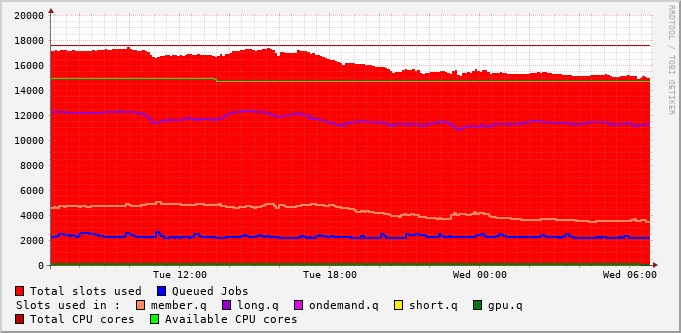 20000
18000
16000
14000
12000
10000
8000
6000
4000
2000
0
Tue 12:00 Tue 18:00 Wed 00:00 Wed 06:00
RRDTOOL / TOBI OETIKER
Total slots used Queued Jobs
Slots used in : member.q long.q ondemand.q short.q gpu.q
Total CPU cores Available CPU cores